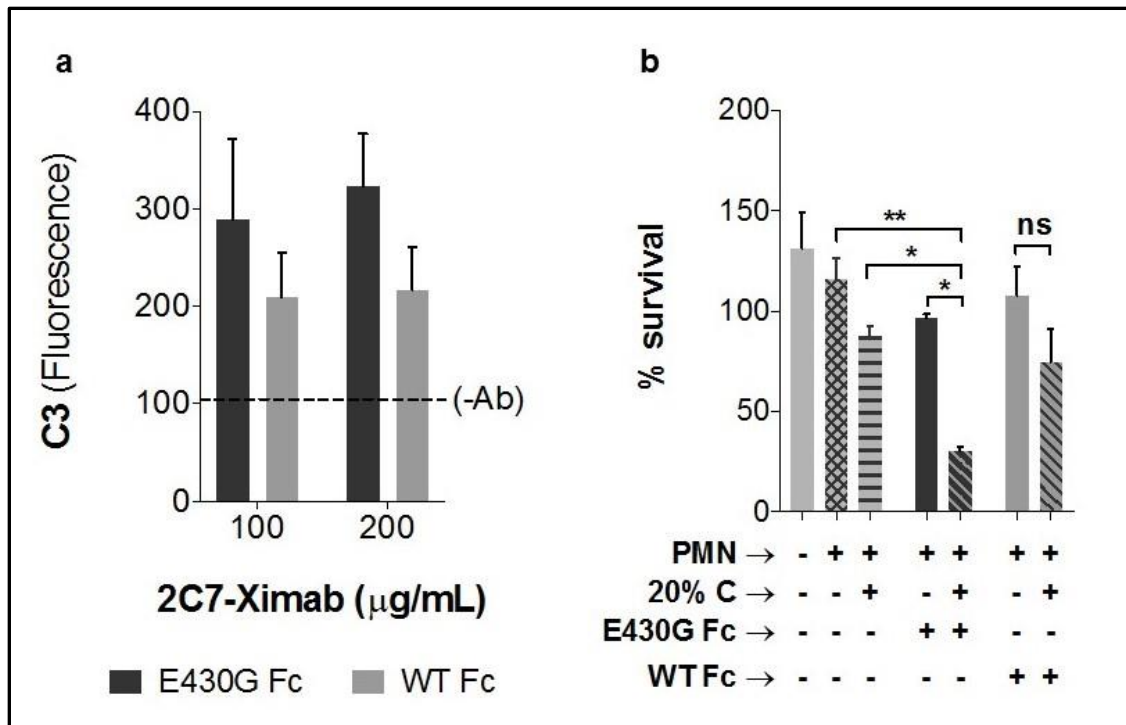 a
400
300
200
100
0
C3 (Fluorescence)
(-Ab)
100 200
2C7-Ximab (μg/mL)
E430G Fc WT Fc
b
200
150
100
50
0
% survival
**
*
*
ns
PMN → - + + + + + +
20% C → - - + - + - +
E430G Fc → - - - + + - -
WT Fc → - - - - - + +